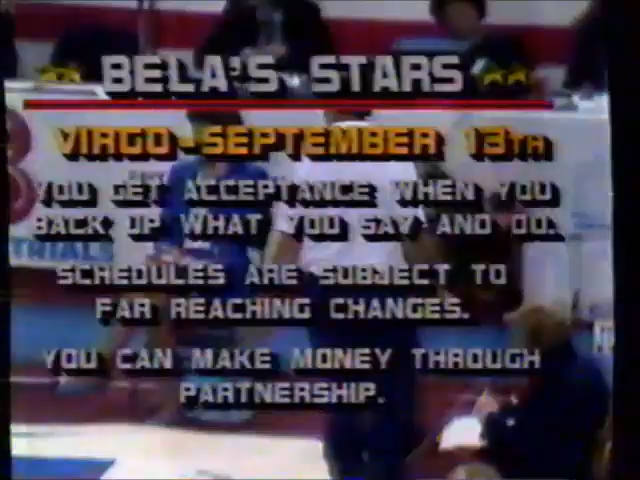 BELA'S STARS
VIRGO-SEPTEMBER 13TH
YOU GET ACCEPTANCE WHEN YOU
BACK UP WHAT YOU SAY AND DO.
SCHEDULES ARE SUBJECT TO
FAR REACHING CHANGES.
YOU CAN MAKE MONEY THROUGH
PARTNERSHIP.
TRIALS